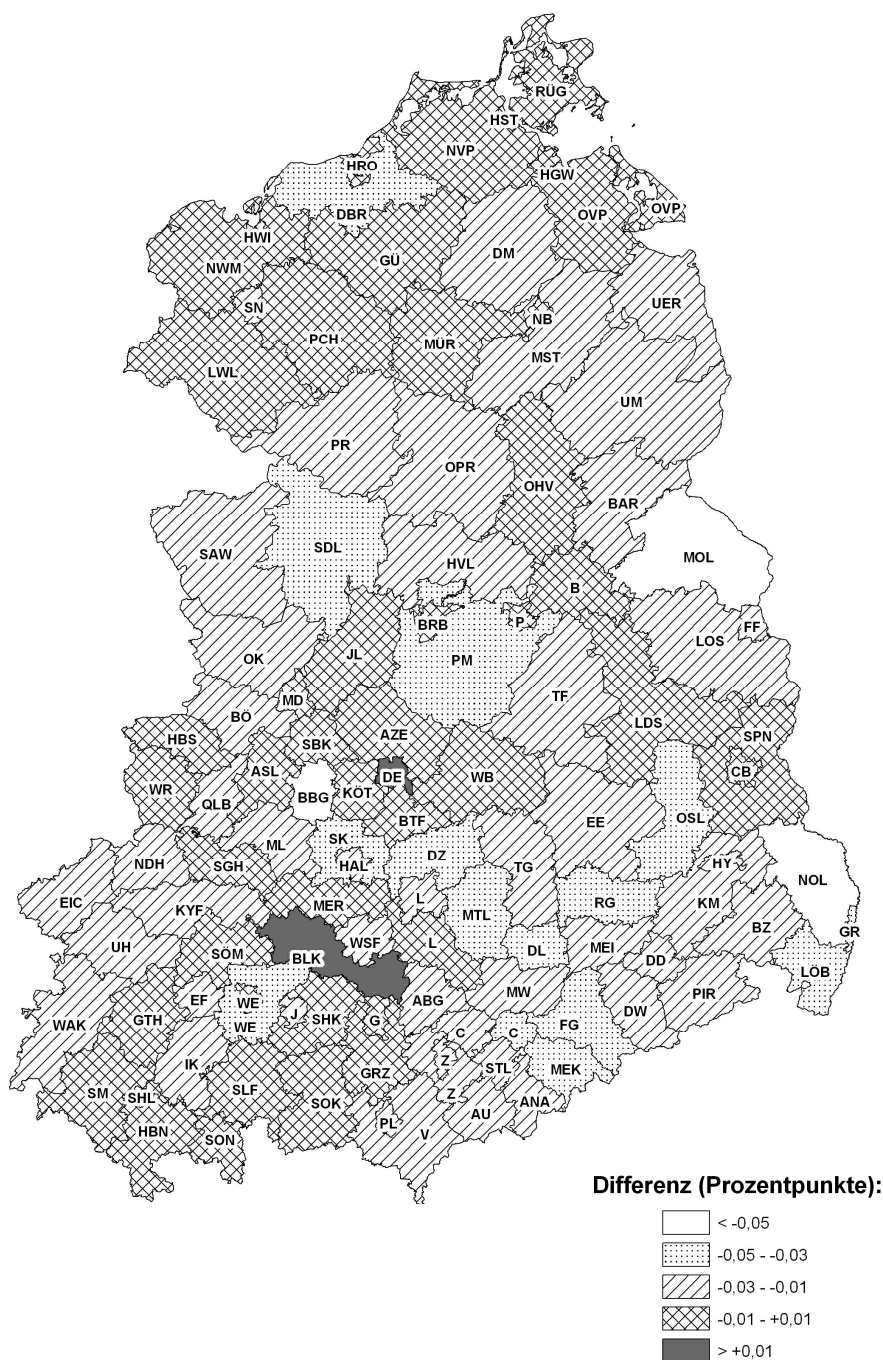 RÜG
HST
NVP
HRO
HGW
DBR
OVP
OVP
HWI
GÜ
DM
NWM
UER
SN
NB
PCH
MÜR
MST
LWL
UM
PR
OPR
OHV
BAR
SDL
MOL
SAW
HVL
B
BRB
P
FF
LOS
JL
OK
PM
MD
TF
BÖ
LDS
SPN
AZE
HBS
SBK
CB
ASL
DE
WB
WR
BBG
KÖT
QLB
OSL
BTF
EE
SK
ML
DZ
NDH
HAL
HY
SGH
TG
NOL
EIC
L
RG
KM
MER
KYF
MTL
BZ
GR
WSF
L
UH
DL
MEI
SÖM
BLK
DD
LÖB
EF
WE
MW
PIR
ABG
J
SHK
G
DW
GTH
WAK
WE
FG
C
C
IK
Z
STL
MEK
GRZ
SM
SHL
SLF
SOK
Z
ANA
AU
PL
HBN
SON
V
Differenz (Prozentpunkte):
< -0,05
-0,05 - -0,03
-0,03 - -0,01
-0,01 - +0,01
> +0,01